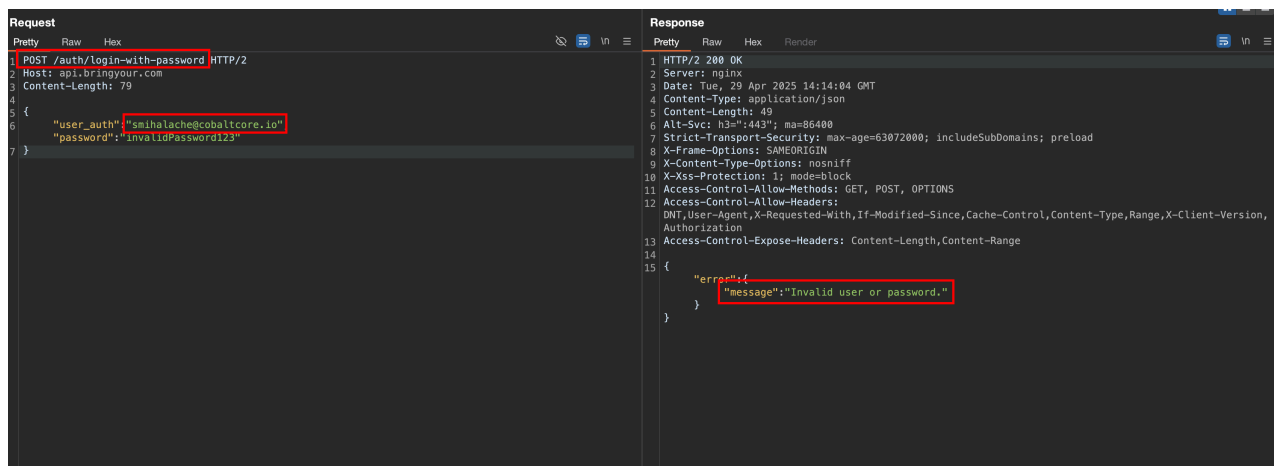 Request
Pretty Raw Hex
\n
1 POST /auth/login-with-password HTTP/2
2 Host: api.bringyour.com
3 Content-Length: 79
4
5 {
6 "user_auth":"smihalache@cobaltcore.io"
"password":"invalidPassword123"
7 }
Response
Pretty Raw Hex Render
\n
1 HTTP/2 200 OK
2 Server: nginx
3 Date: Tue, 29 Apr 2025 14:14:04 GMT
4 Content-Type: application/json
5 Content-Length: 49
6 Alt-Svc: h3=":443"; ma=86400
7 Strict-Transport-Security: max-age=63072000; includeSubDomains; preload
8 X-Frame-Options: SAMEORIGIN
9 X-Content-Type-Options: nosniff
10 X-Xss-Protection: 1; mode=block
11 Access-Control-Allow-Methods: GET, POST, OPTIONS
12 Access-Control-Allow-Headers:
DNT,User-Agent,X-Requested-With,If-Modified-Since,Cache-Control,Content-Type,Range,X-Client-Version,
Authorization
13 Access-Control-Expose-Headers: Content-Length,Content-Range
14
15 {
"error":{
"message":"Invalid user or password."
}
}